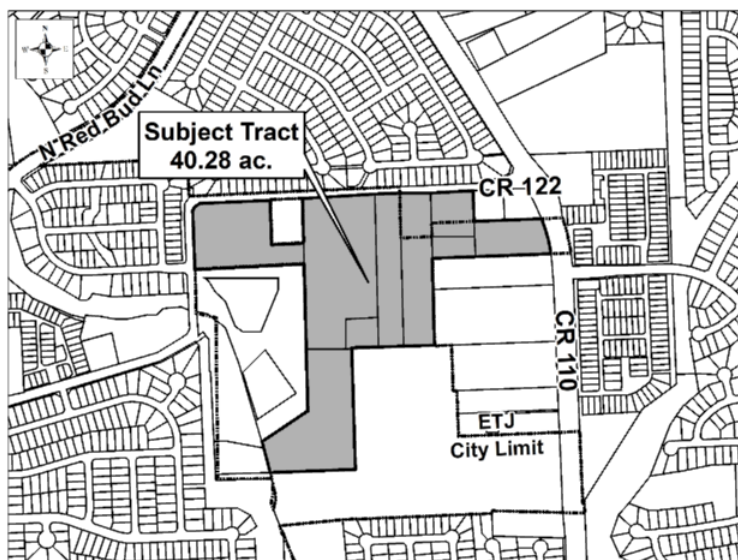 N
W
E
S
N Red Bud Ln
Subject Tract
40.28 ac.
CR 122
CR 110
ETJ
City Limit